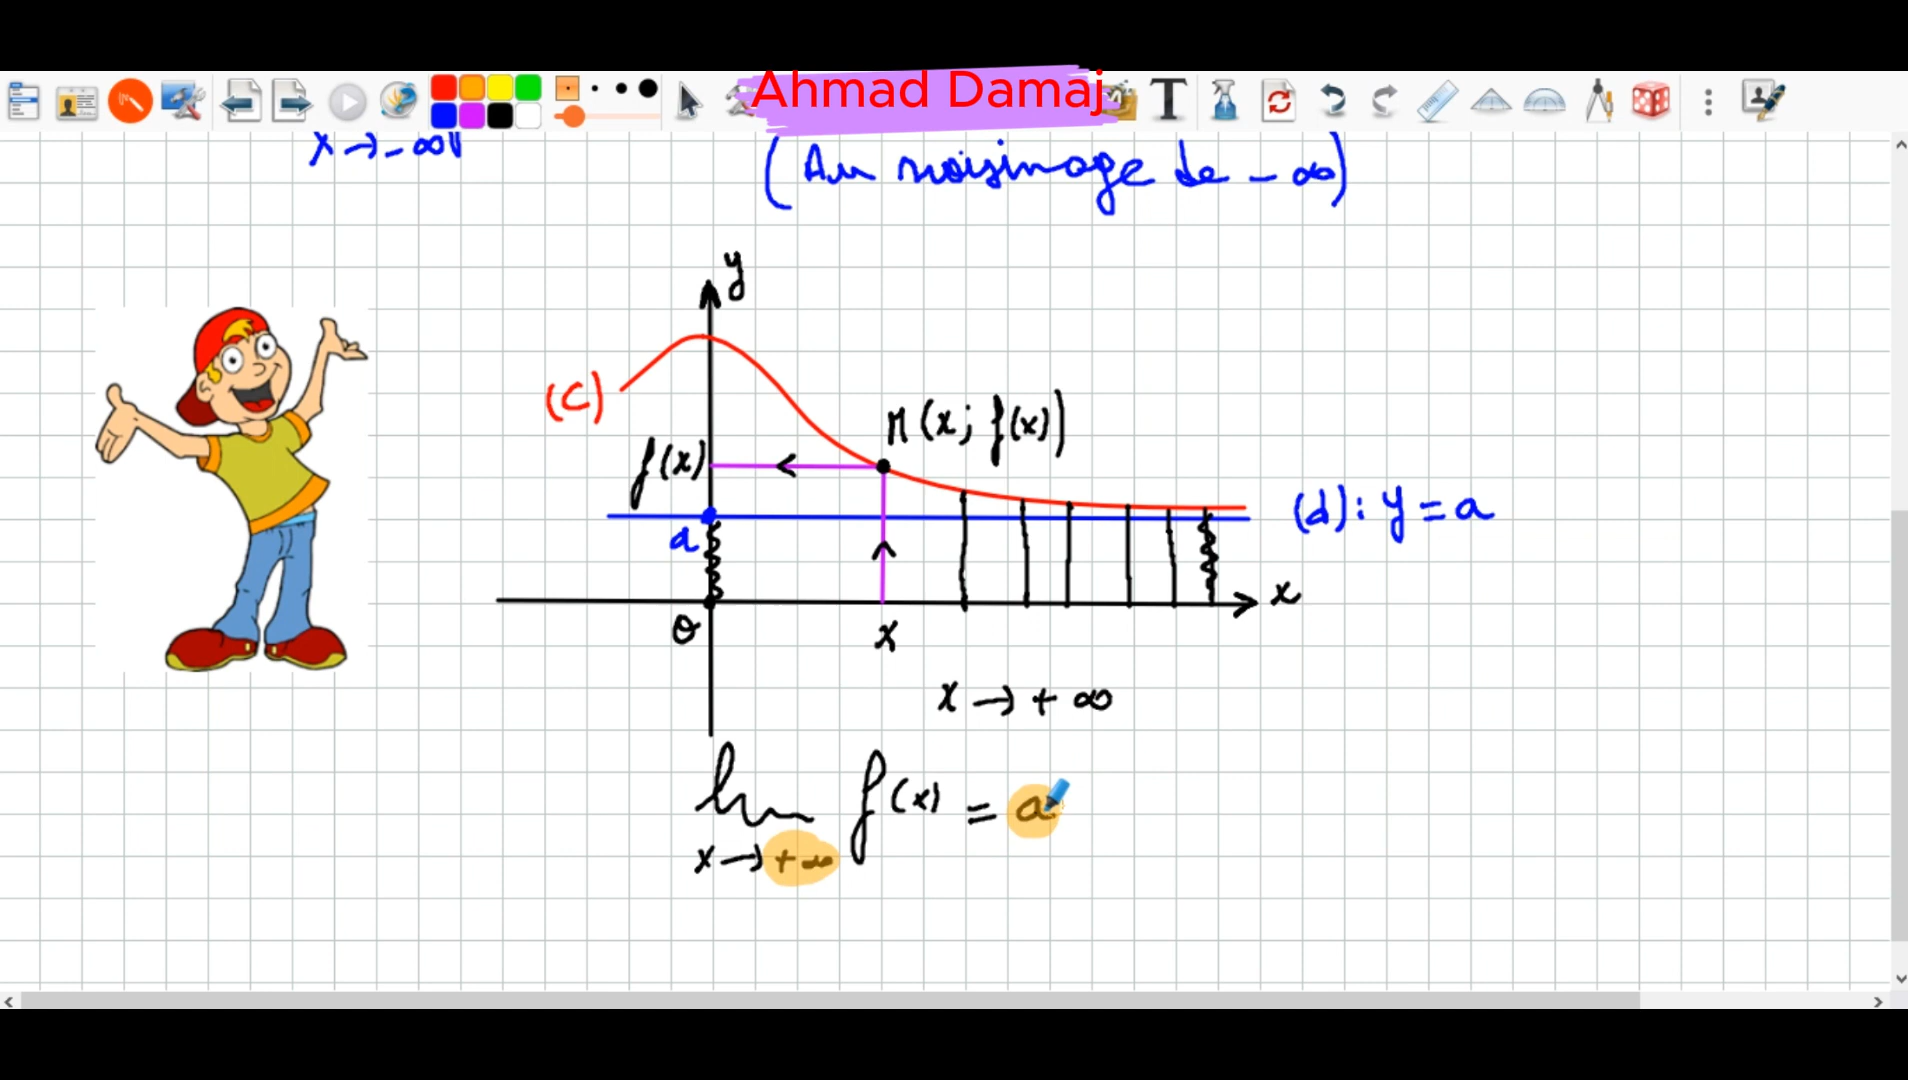 Ahmad Damaj
x → - ∞
(Au voisinage de - ∞)
y
(C)
M(x; f(x))
f(x)
(d): y = a
a
x
O
x
x → + ∞
lim f(x) = a
x → + ∞